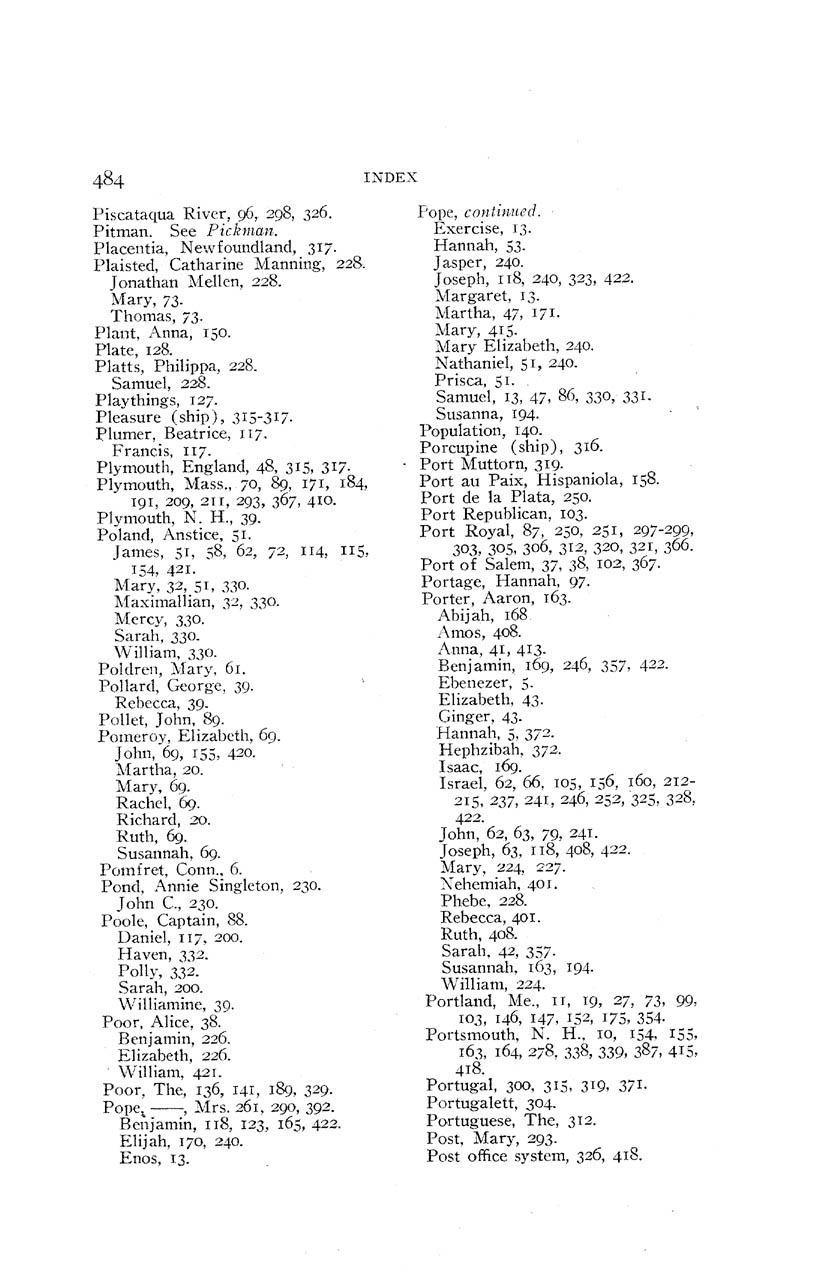 484
INDEX
Piscataqua River, 96, 298, 326.
Pitman. See Pickman.
Placentia, Newfoundland, 317.
Plaisted, Catharine Manning, 228.
Jonathan Mellen, 228.
Mary, 73.
Thomas, 73.
Plant, Anna, 150.
Plate, 128.
Platts, Philippa, 228.
Samuel, 228.
Playthings, 127.
Pleasure (ship), 315-317.
Plumer, Beatrice, 117.
Francis, 117.
Plymouth, England, 48, 315, 317.
Plymouth, Mass., 70, 89, 171, 184,
191, 209, 211, 293, 367, 410.
Plymouth, N. H., 39.
Poland, Anstice, 51.
James, 51, 58, 62, 72, 114, 115,
154, 421.
Mary, 32, 51, 330.
Maximallian, 32, 330.
Mercy, 330.
Sarah, 330.
William, 330.
Poldren, Mary, 61.
Pollard, George, 39.
Rebecca, 39.
Pollet, John, 89.
Pomeroy, Elizabeth, 69.
John, 69, 155, 420.
Martha, 20.
Mary, 69.
Rachel, 69.
Richard, 20.
Ruth, 69.
Susannah, 69.
Pomfret, Conn., 6.
Pond, Annie Singleton, 230.
John C., 230.
Poole, Captain, 88.
Daniel, 117, 200.
Haven, 332.
Polly, 332.
Sarah, 200.
Williamine, 39.
Poor, Alice, 38.
Benjamin, 226.
Elizabeth, 226.
William, 421.
Poor, The, 136, 141, 189, 329.
Pope, ——, Mrs. 261, 290, 392.
Benjamin, 118, 123, 165, 422.
Elijah, 170, 240.
Enos, 13.
Pope, continued.
Exercise, 13.
Hannah, 53.
Jasper, 240.
Joseph, 118, 240, 323, 422.
Margaret, 13.
Martha, 47, 171.
Mary, 415.
Mary Elizabeth, 240.
Nathaniel, 51, 240.
Prisca, 51.
Samuel, 13, 47, 86, 330, 331.
Susanna, 194.
Population, 140.
Porcupine (ship), 316.
Port Muttorn, 319.
Port au Paix, Hispaniola, 158.
Port de la Plata, 250.
Port Republican, 103.
Port Royal, 87, 250, 251, 297-299,
303, 305, 306, 312, 320, 321, 366.
Port of Salem, 37, 38, 102, 367.
Portage, Hannah, 97.
Porter, Aaron, 163.
Abijah, 168
Amos, 408.
Anna, 41, 413.
Benjamin, 169, 246, 357, 422.
Ebenezer, 5.
Elizabeth, 43.
Ginger, 43.
Hannah, 5, 372.
Hephzibah, 372.
Isaac, 169.
Israel, 62, 66, 105, 156, 160, 212-
215, 237, 241, 246, 252, 325, 328,
422.
John, 62, 63, 79, 241.
Joseph, 63, 118, 408, 422.
Mary, 224, 227.
Nehemiah, 401.
Phebe, 228.
Rebecca, 401.
Ruth, 408.
Sarah, 42, 357.
Susannah, 163, 194.
William, 224.
Portland, Me., 11, 19, 27, 73, 99,
103, 146, 147, 152, 175, 354.
Portsmouth, N. H., 10, 154, 155,
163, 164, 278, 338, 339, 387, 415,
418.
Portugal, 300, 315, 319, 371.
Portugalett, 304.
Portuguese, The, 312.
Post, Mary, 293.
Post office system, 326, 418.